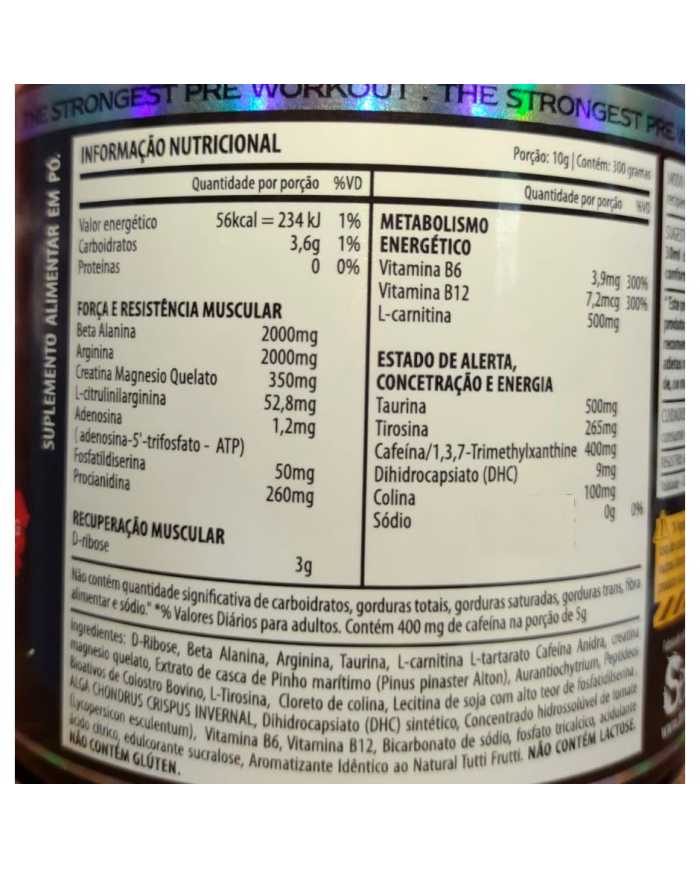 THE STRONGEST PRE WORKOUT . THE STRONGEST PRE
SUPLEMENTO ALIMENTAR EM PÓ.
INFORMAÇÃO NUTRICIONAL
Porção: 10g | Contém: 300 gramas
Quantidade por porção %VD
Valor energético 56kcal = 234 kJ 1%
Carboidratos 3,6g 1%
Proteínas 0 0%
FORÇA E RESISTÊNCIA MUSCULAR
Beta Alanina 2000mg
Arginina 2000mg
Creatina Magnesio Quelato 350mg
L-citrulinilarginina 52,8mg
Adenosina 1,2mg
(adenosina-5'-trifosfato - ATP)
Fosfatildiserina 50mg
Procianidina 260mg
RECUPERAÇÃO MUSCULAR
D-ribose 3g
Quantidade por porção %VD
METABOLISMO
ENERGÉTICO
Vitamina B6 3,9mg 300%
Vitamina B12 7,2mcg 300%
L-carnitina 500mg
ESTADO DE ALERTA,
CONCETRAÇÃO E ENERGIA
Taurina 500mg
Tirosina 265mg
Cafeína/1,3,7-Trimethylxanthine 400mg
Dihidrocapsiato (DHC) 9mg
Colina 100mg
Sódio 0g 0%
Não contém quantidade significativa de carboidratos, gorduras totais, gorduras saturadas, gorduras trans, fibra
alimentar e sódio." *% Valores Diários para adultos. Contém 400 mg de cafeína na porção de 5g
Ingredientes: D-Ribose, Beta Alanina, Arginina, Taurina, L-carnitina L-tartarato Cafeína Anidra, creatina
magnesio quelato, Extrato de casca de Pinho marítimo (Pinus pinaster Aiton), Aurantiochytrium, Peptídeos
Bioativos de Colostro Bovino, L-Tirosina, Cloreto de colina, Lecitina de soja com alto teor de fosfatidilserina,
ALGA CHONDRUS CRISPUS INVERNAL, Dihidrocapsiato (DHC) sintético, Concentrado hidrossolúvel de tomate
(Lycopersicon esculentum), Vitamina B6, Vitamina B12, Bicarbonato de sódio, fosfato tricalcico, acidulante
ácido cítrico, edulcorante sucralose, Aromatizante Idêntico ao Natural Tutti Frutti. NÃO CONTÉM LACTOSE.
NÃO CONTÉM GLÚTEN.